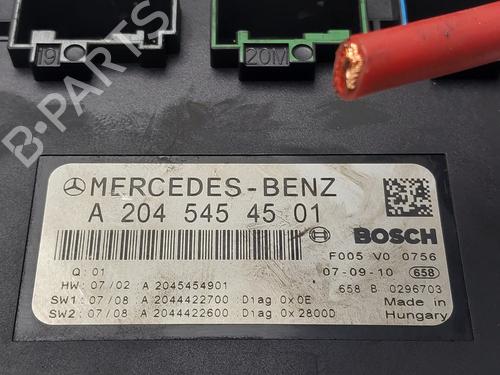 19
20M
B-PARTS
MERCEDES-BENZ
A 204 545 45 01
BOSCH
Q: 01
F005 V0 0756
HW: 07/02 A 2045454901
07-09-10 658
SW1: 07/08 A 2044422700 Diag 0x0E
658 B 0296703
SW2: 07/08 A 2044422600 Diag 0x2800D
Made in
Hungary